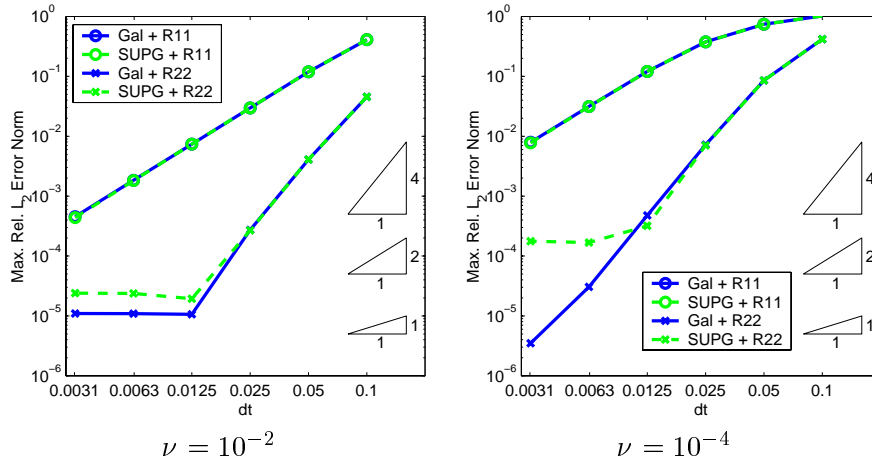 Max. Rel. L_2 Error Norm
10^0
10^{-1}
10^{-2}
10^{-3}
10^{-4}
10^{-5}
10^{-6}
Gal + R11
SUPG + R11
Gal + R22
SUPG + R22
4
1
2
1
1
1
0.0031 0.0063 0.0125 0.025 0.05 0.1
dt
ν = 10^{-2}
Max. Rel. L_2 Error Norm
10^0
10^{-1}
10^{-2}
10^{-3}
10^{-4}
10^{-5}
10^{-6}
4
1
2
1
1
1
Gal + R11
SUPG + R11
Gal + R22
SUPG + R22
0.0031 0.0063 0.0125 0.025 0.05 0.1
dt
ν = 10^{-4}